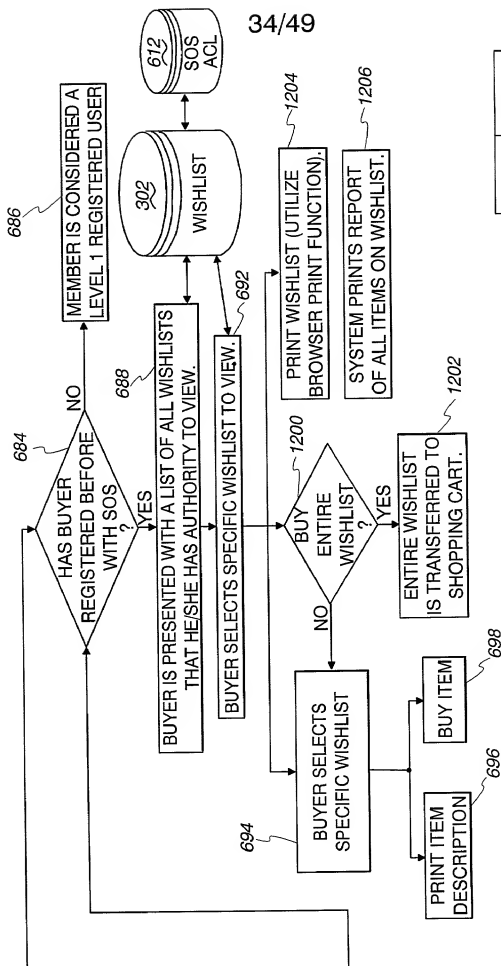 34/49
684
HAS BUYER
REGISTERED BEFORE
WITH SOS
?
NO
YES
686
MEMBER IS CONSIDERED A
LEVEL 1 REGISTERED USER
688
BUYER IS PRESENTED WITH A LIST OF ALL WISHLISTS
THAT HE/SHE HAS AUTHORITY TO VIEW.
302
WISHLIST
612
SOS
ACL
692
BUYER SELECTS SPECIFIC WISHLIST TO VIEW.
1200
BUY
ENTIRE
WISHLIST
?
NO
YES
1204
PRINT WISHLIST (UTILIZE
BROWSER PRINT FUNCTION).
1206
SYSTEM PRINTS REPORT
OF ALL ITEMS ON WISHLIST.
694
BUYER SELECTS
SPECIFIC WISHLIST
1202
ENTIRE WISHLIST
IS TRANSFERRED TO
SHOPPING CART.
696
PRINT ITEM
DESCRIPTION
698
BUY ITEM